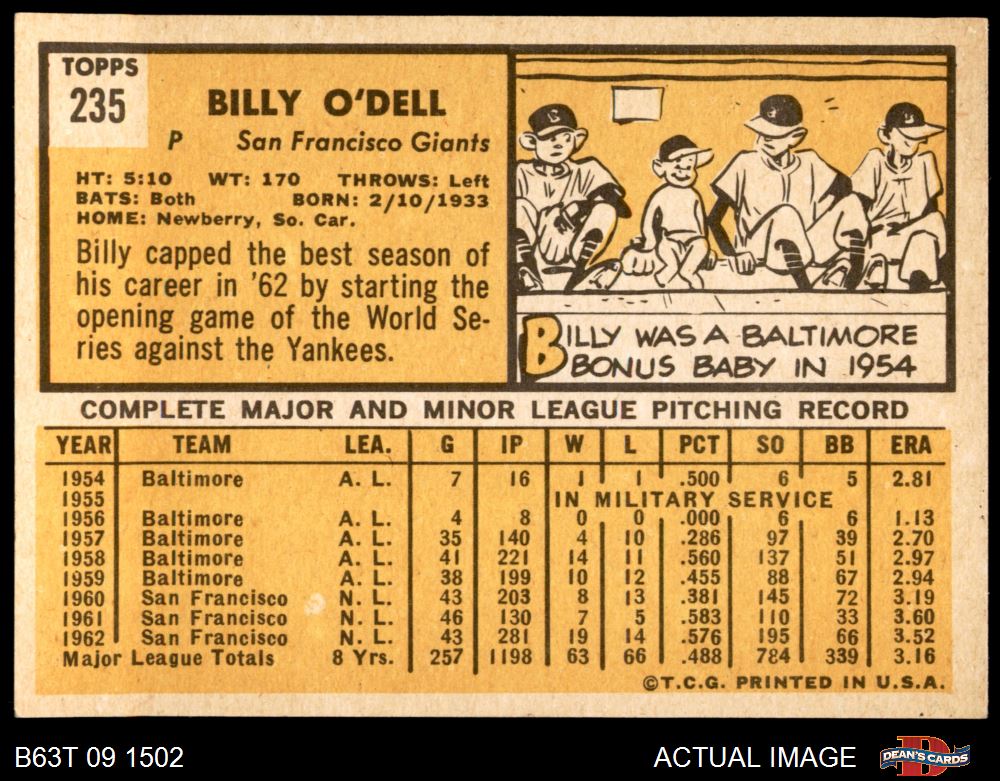 TOPPS
235
BILLY O'DELL
P San Francisco Giants
HT: 5:10 WT: 170 THROWS: Left
BATS: Both BORN: 2/10/1933
HOME: Newberry, So. Car.
Billy capped the best season of
his career in '62 by starting the
opening game of the World Se-
ries against the Yankees.
BILLY WAS A BALTIMORE
BONUS BABY IN 1954
COMPLETE MAJOR AND MINOR LEAGUE PITCHING RECORD
YEAR TEAM LEA. G IP W L PCT SO BB ERA
1954 Baltimore A. L. 7 16 1 1 .500 6 5 2.81
1955 IN MILITARY SERVICE
1956 Baltimore A. L. 4 8 0 0 .000 6 6 1.13
1957 Baltimore A. L. 35 140 4 10 .286 97 39 2.70
1958 Baltimore A. L. 41 221 14 11 .560 137 51 2.97
1959 Baltimore A. L. 38 199 10 12 .455 88 67 2.94
1960 San Francisco N. L. 43 203 8 13 .381 145 72 3.19
1961 San Francisco N. L. 46 130 7 5 .583 110 33 3.60
1962 San Francisco N. L. 43 281 19 14 .576 195 66 3.52
Major League Totals 8 Yrs. 257 1198 63 66 .488 784 339 3.16
©T.C.G. PRINTED IN U.S.A.
B63T 09 1502 ACTUAL IMAGE DEAN'S CARDS